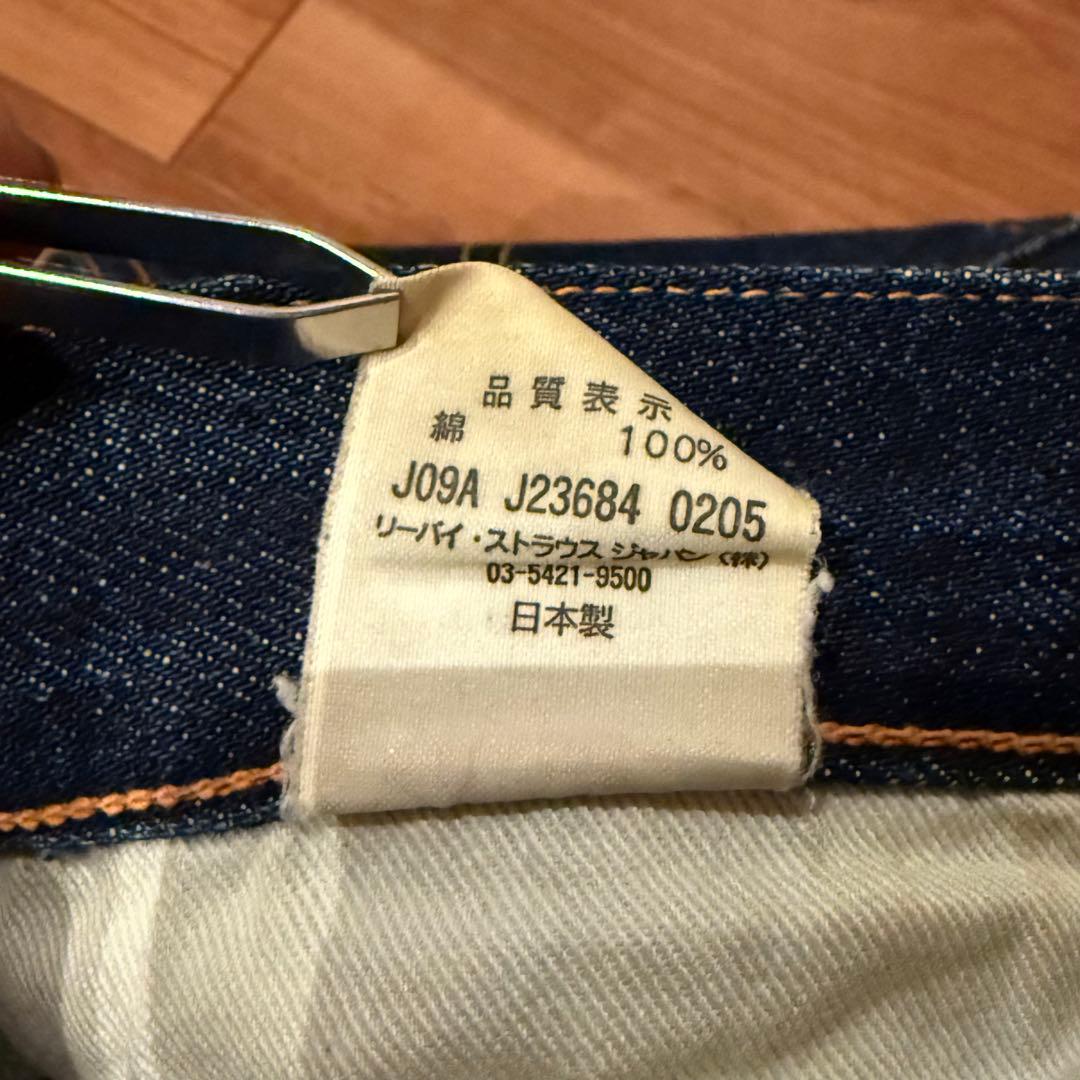 品質表示
綿 100%
J09A J23684 0205
リーバイ・ストラウス ジャパン(株)
03-5421-9500
日本製